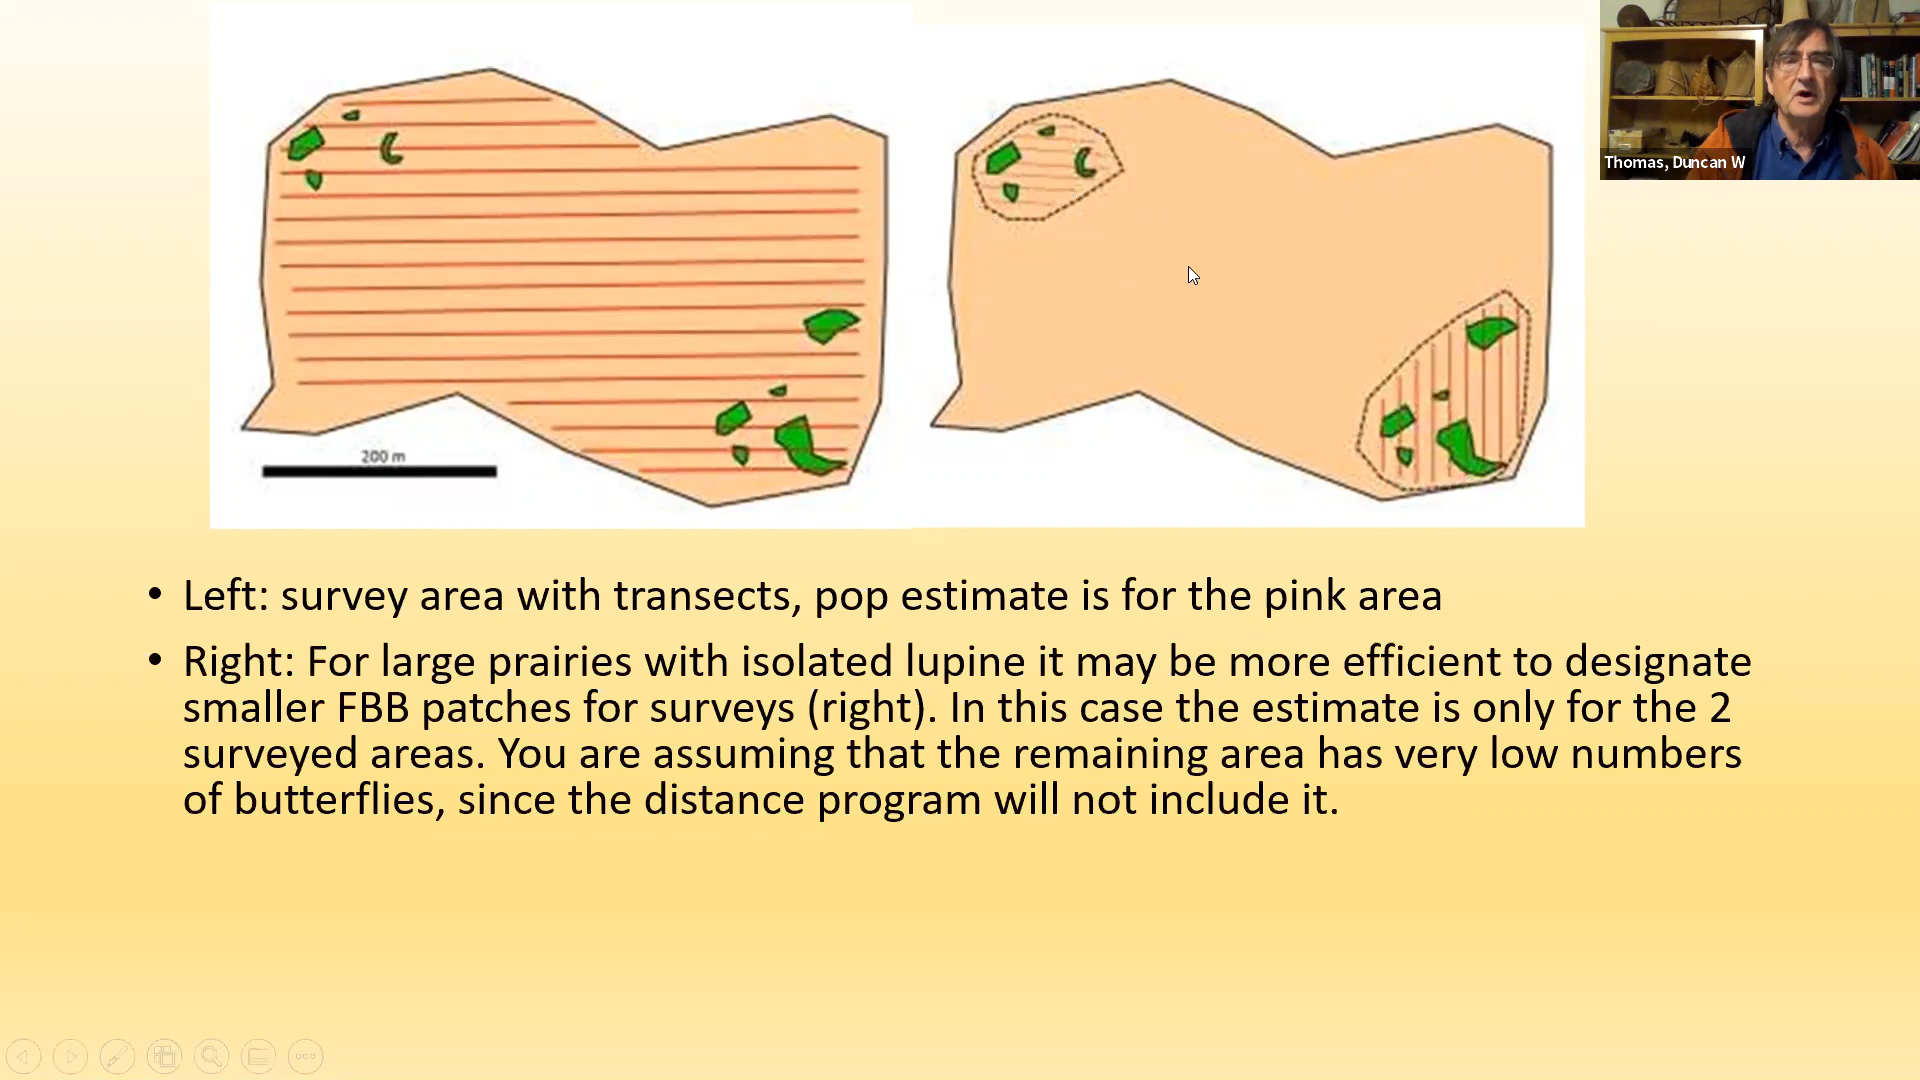 Thomas, Duncan W
200 m
• Left: survey area with transects, pop estimate is for the pink area
• Right: For large prairies with isolated lupine it may be more efficient to designate
smaller FBB patches for surveys (right). In this case the estimate is only for the 2
surveyed areas. You are assuming that the remaining area has very low numbers
of butterflies, since the distance program will not include it.